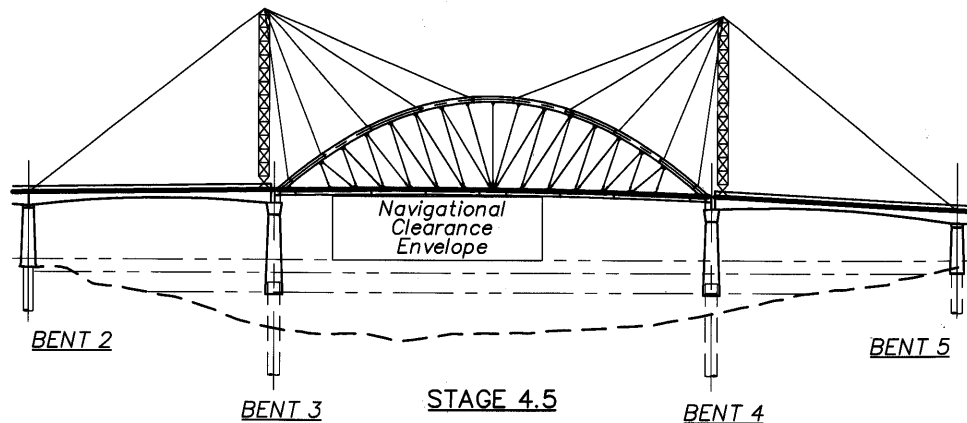 Navigational
Clearance
Envelope
BENT 2
BENT 5
STAGE 4.5
BENT 3
BENT 4